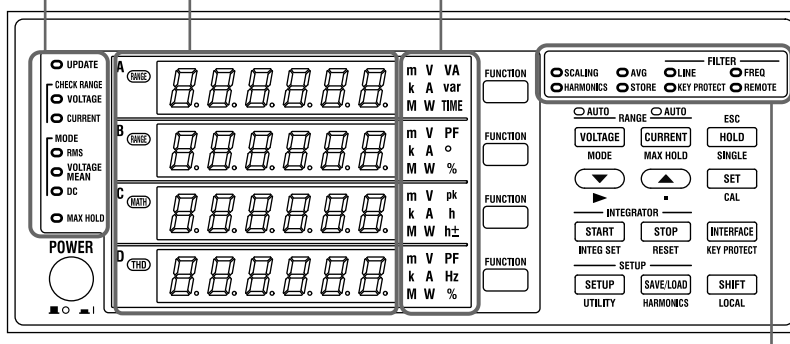 UPDATE
CHECK RANGE
VOLTAGE
CURRENT
MODE
RMS
VOLTAGE
MEAN
DC
MAX HOLD
POWER
A RANGE
m V VA
k A var
M W TIME
FUNCTION
B RANGE
m V PF
k A °
M W %
FUNCTION
C MATH
m V pk
k A h
M W h±
FUNCTION
D THD
m V PF
k A Hz
M W %
FUNCTION
FILTER
SCALING AVG LINE FREQ
HARMONICS STORE KEY PROTECT REMOTE
AUTO AUTO
RANGE ESC
VOLTAGE CURRENT HOLD
MODE MAX HOLD SINGLE
SET
CAL
INTEGRATOR
START STOP INTERFACE
INTEG SET RESET KEY PROTECT
SETUP
SETUP SAVE/LOAD SHIFT
UTILITY HARMONICS LOCAL